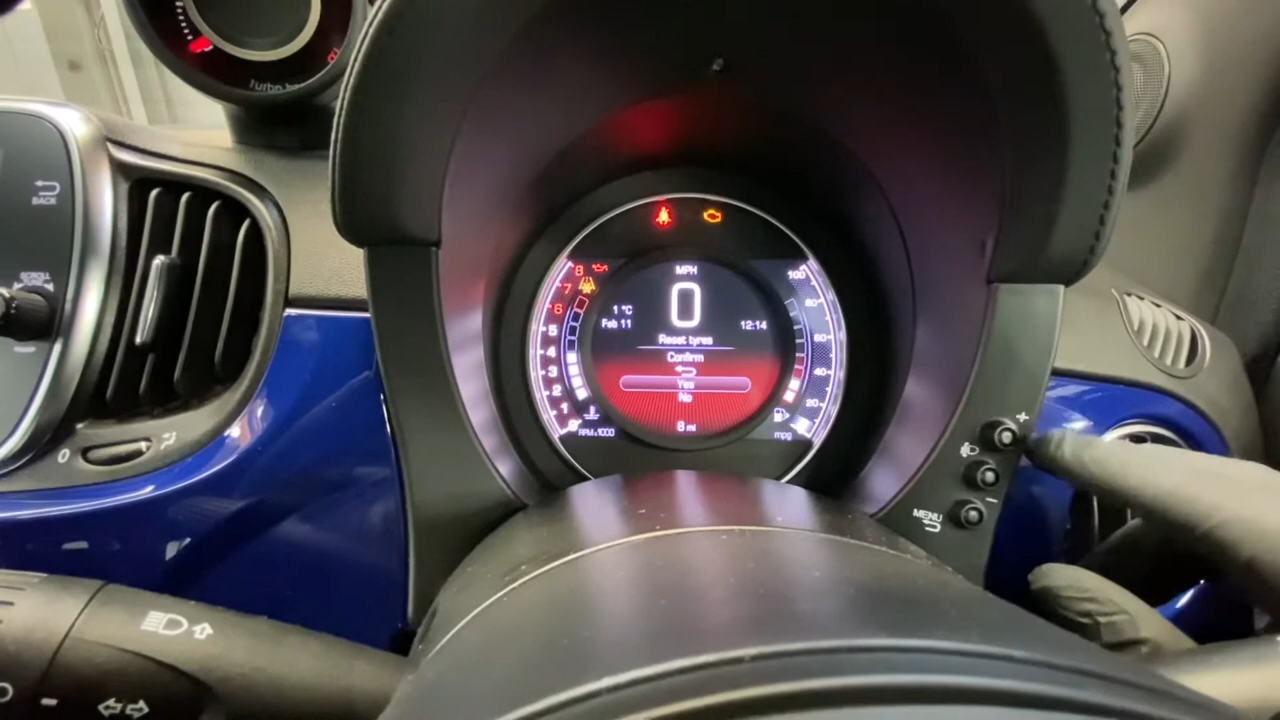 Turbo
BACK
SCROLL
0
MPH
0
1 °C
Feb 11
12:14
Reset tyres
Confirm
Yes
No
8 mi
8
7
6
5
4
3
2
1
RPM x1000
100
80
60
40
20
mpg
+
-
MENU